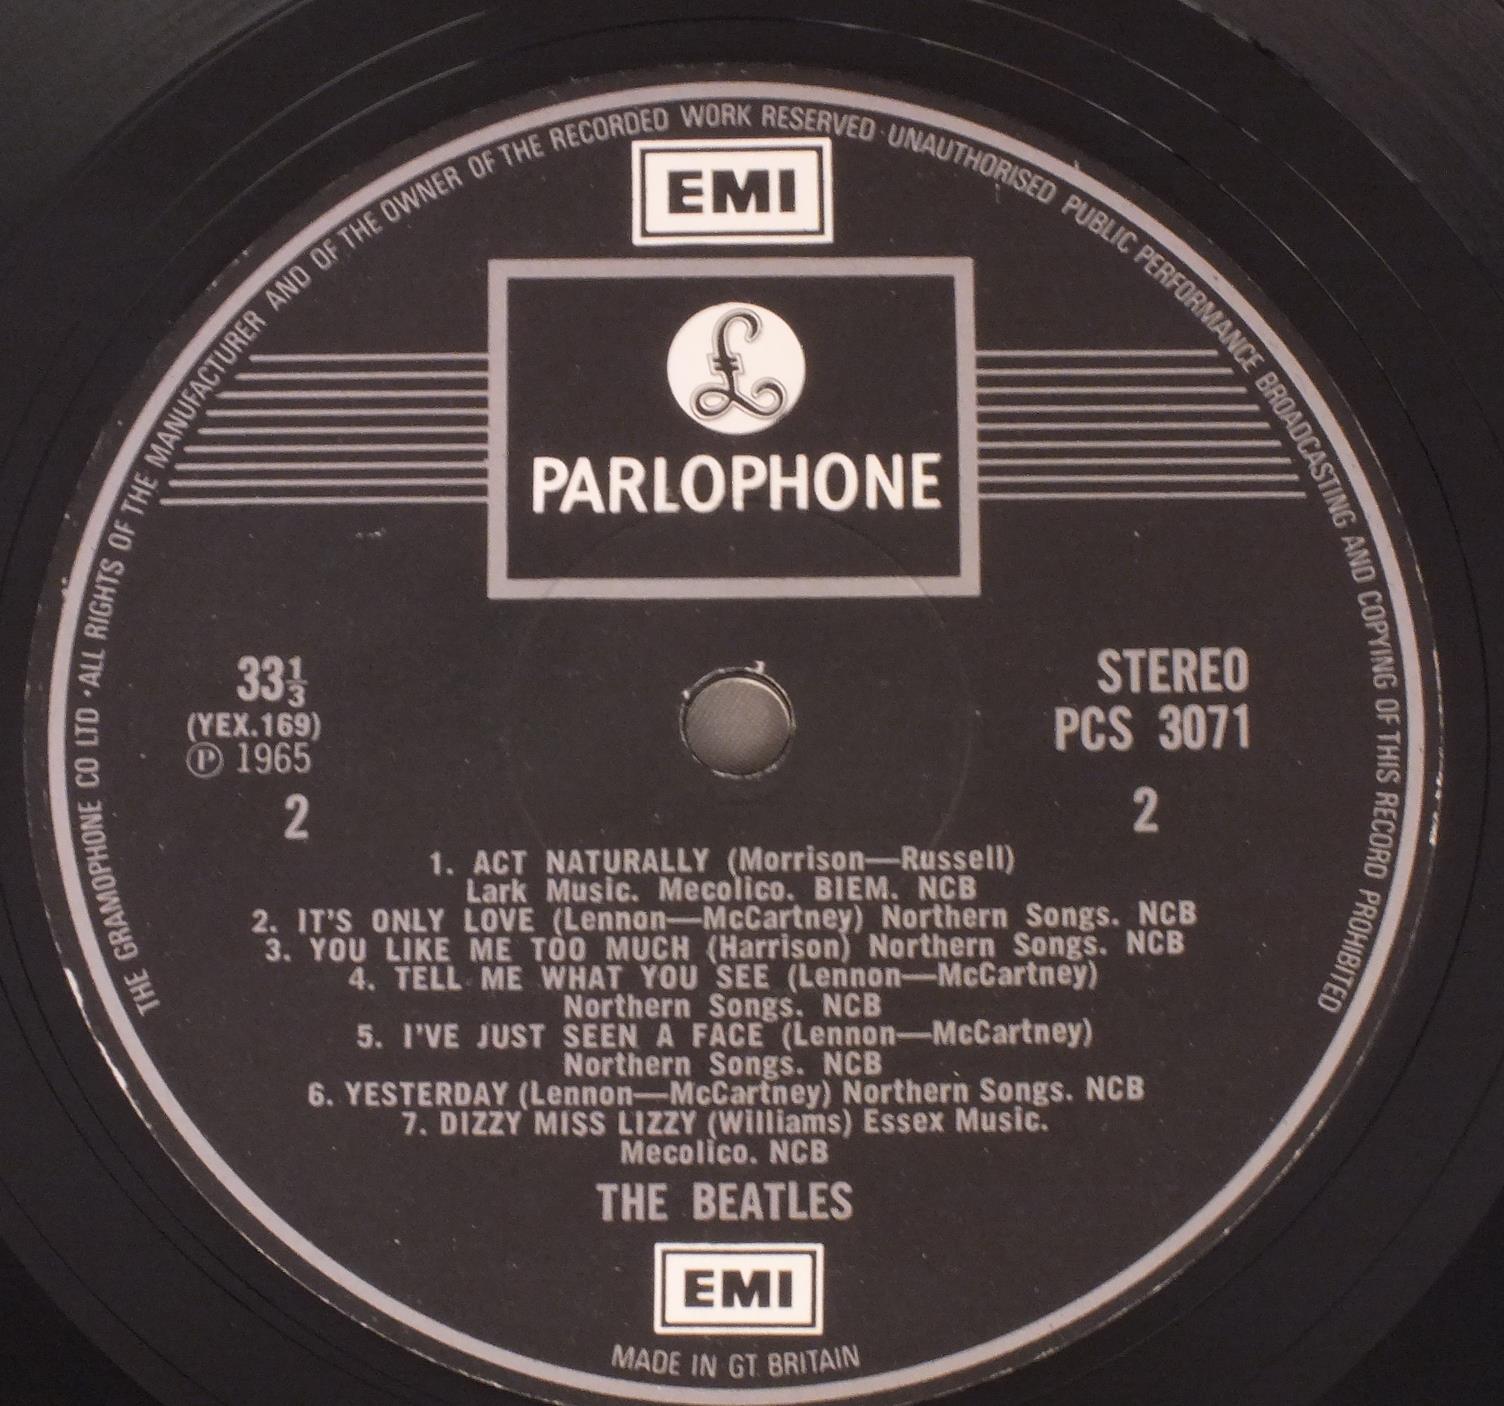 THE GRAMOPHONE CO LTD · ALL RIGHTS OF THE MANUFACTURER AND OF THE OWNER OF THE RECORDED WORK RESERVED · UNAUTHORISED PUBLIC PERFORMANCE BROADCASTING AND COPYING OF THIS RECORD PROHIBITED
EMI
£
PARLOPHONE
33⅓
(YEX.169)
℗ 1965
2
STEREO
PCS 3071
2
1. ACT NATURALLY (Morrison—Russell)
Lark Music. Mecolico. BIEM. NCB
2. IT'S ONLY LOVE (Lennon—McCartney) Northern Songs. NCB
3. YOU LIKE ME TOO MUCH (Harrison) Northern Songs. NCB
4. TELL ME WHAT YOU SEE (Lennon—McCartney)
Northern Songs. NCB
5. I'VE JUST SEEN A FACE (Lennon—McCartney)
Northern Songs. NCB
6. YESTERDAY (Lennon—McCartney) Northern Songs. NCB
7. DIZZY MISS LIZZY (Williams) Essex Music.
Mecolico. NCB
THE BEATLES
EMI
MADE IN GT BRITAIN